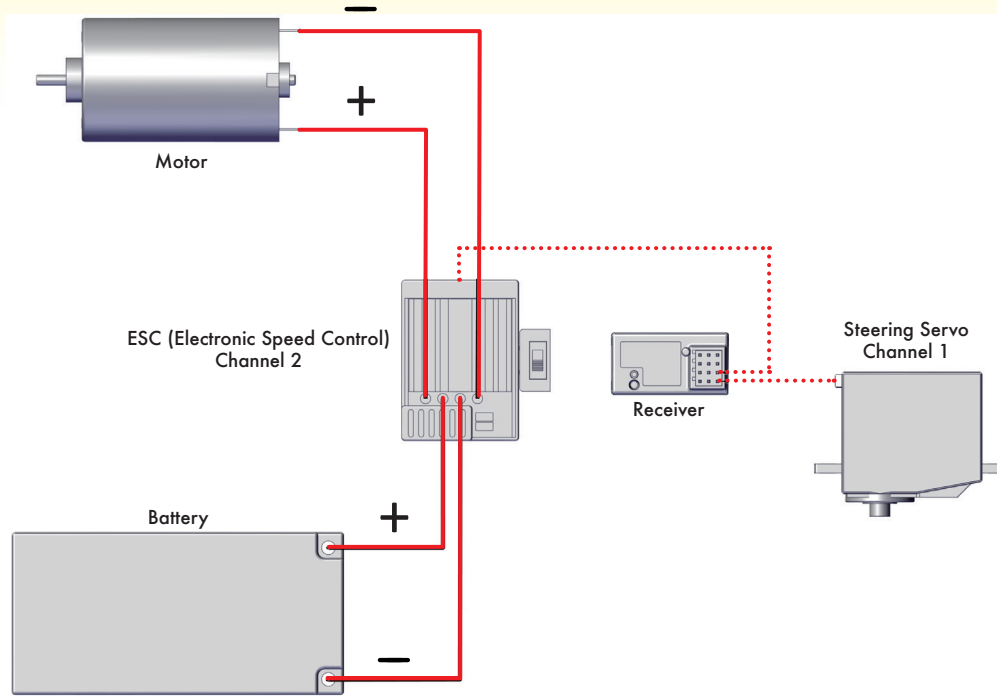 −
+
Motor
ESC (Electronic Speed Control)
Channel 2
Steering Servo
Channel 1
Receiver
Battery
+
−